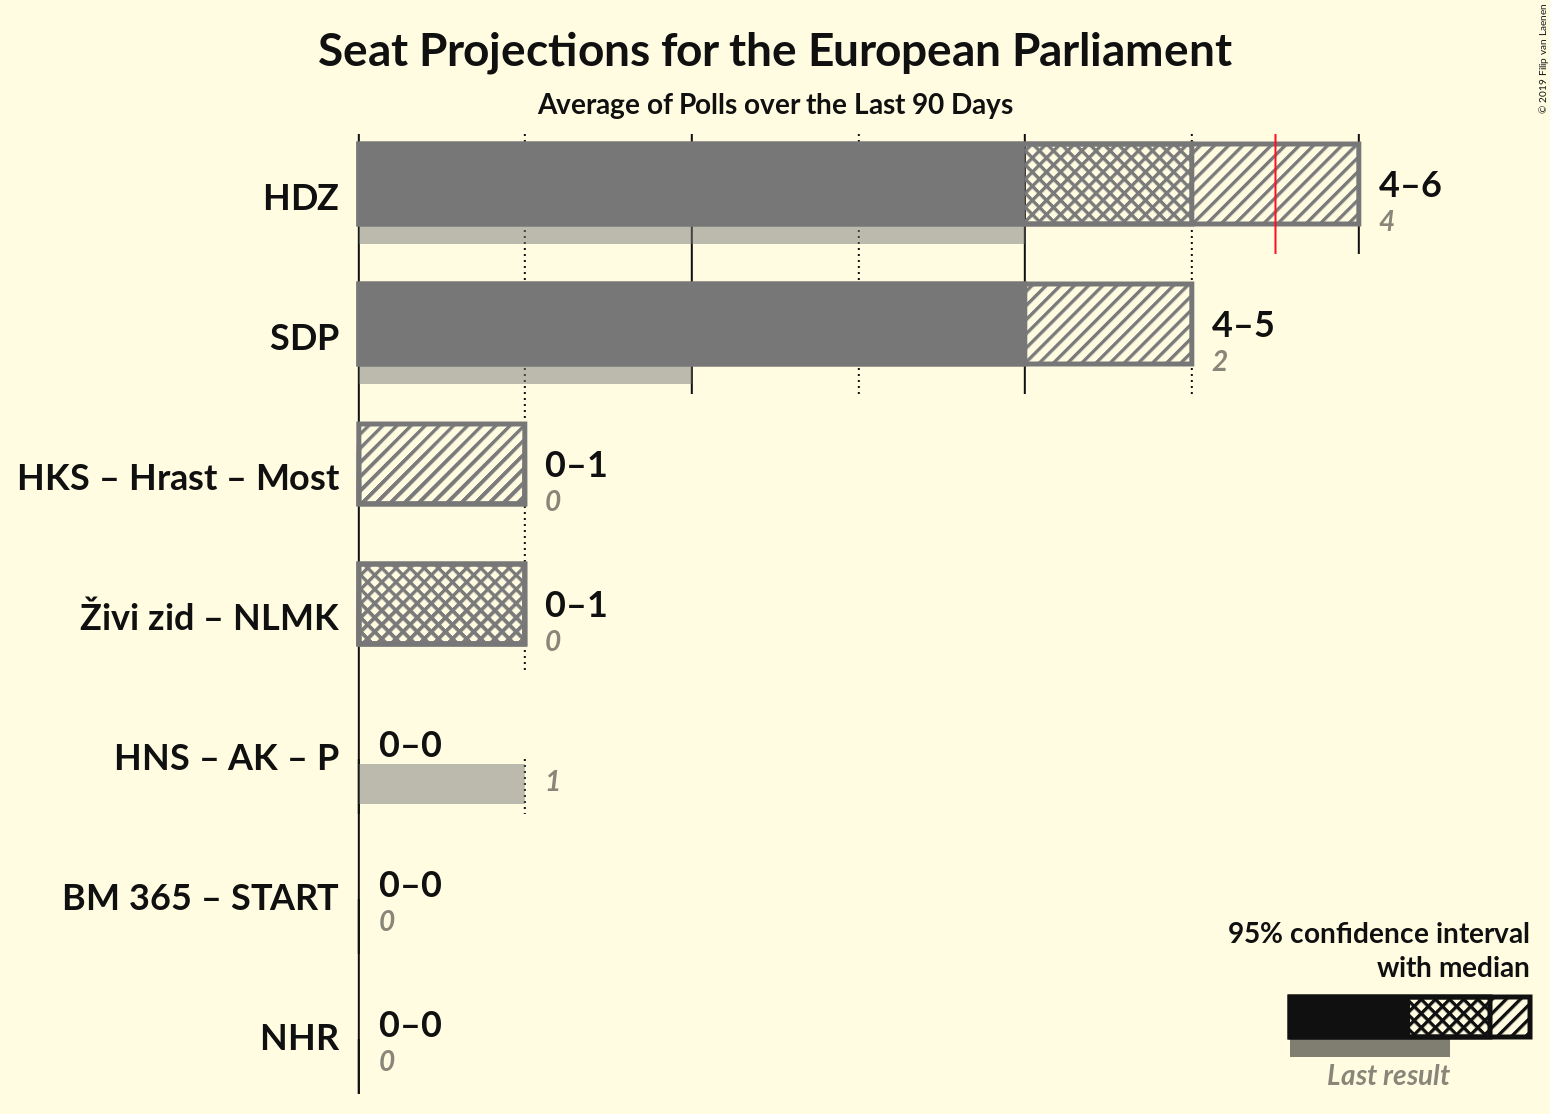 Seat Projections for the European Parliament
Average of Polls over the Last 90 Days
© 2019 Filip van Laenen
HDZ
4–6
4
SDP
4–5
2
HKS – Hrast – Most
0–1
0
Živi zid – NLMK
0–1
0
HNS – AK – P
0–0
1
BM 365 – START
0–0
0
NHR
0–0
0
95% confidence interval
with median
Last result